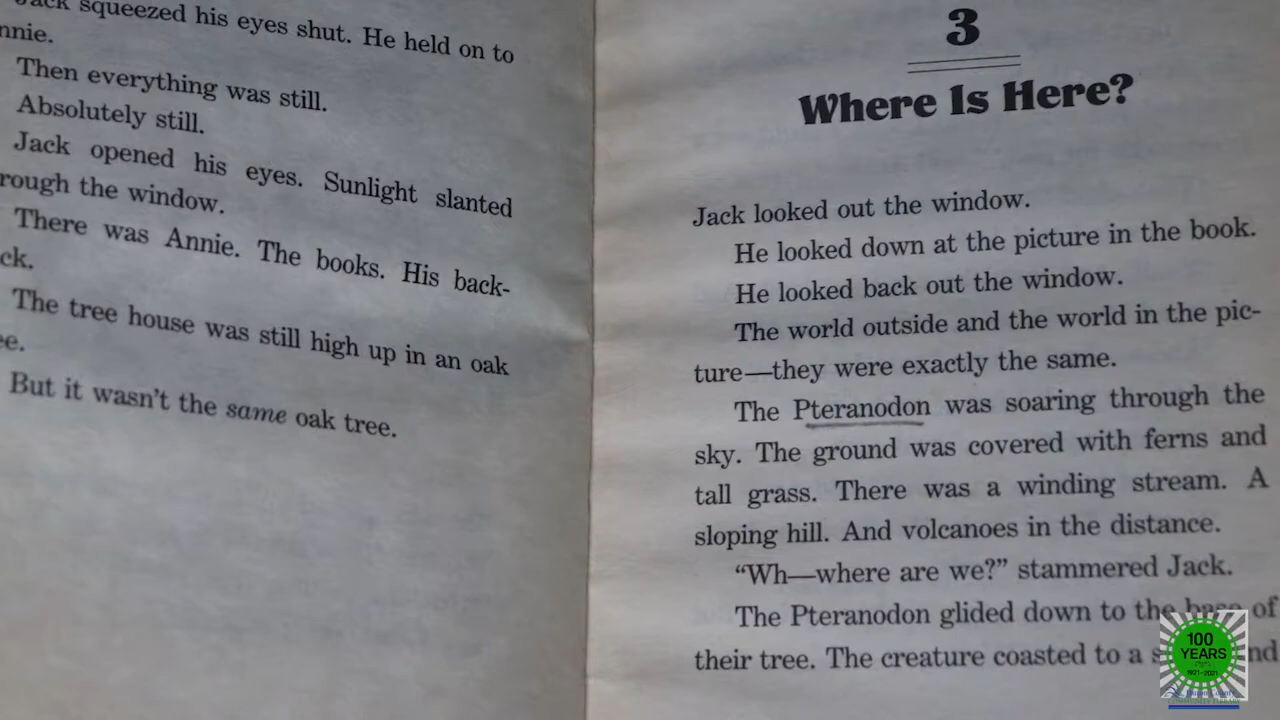 Jack squeezed his eyes shut. He held on to
nnie.
Then everything was still.
Absolutely still.
Jack opened his eyes. Sunlight slanted
rough the window.
There was Annie. The books. His back-
ck.
The tree house was still high up in an oak
ee.
But it wasn't the same oak tree.
3
Where Is Here?
Jack looked out the window.
He looked down at the picture in the book.
He looked back out the window.
The world outside and the world in the pic-
ture—they were exactly the same.
The Pteranodon was soaring through the
sky. The ground was covered with ferns and
tall grass. There was a winding stream. A
sloping hill. And volcanoes in the distance.
"Wh—where are we?" stammered Jack.
The Pteranodon glided down to the base of
their tree. The creature coasted to a s nd
100
YEARS
1921-2021